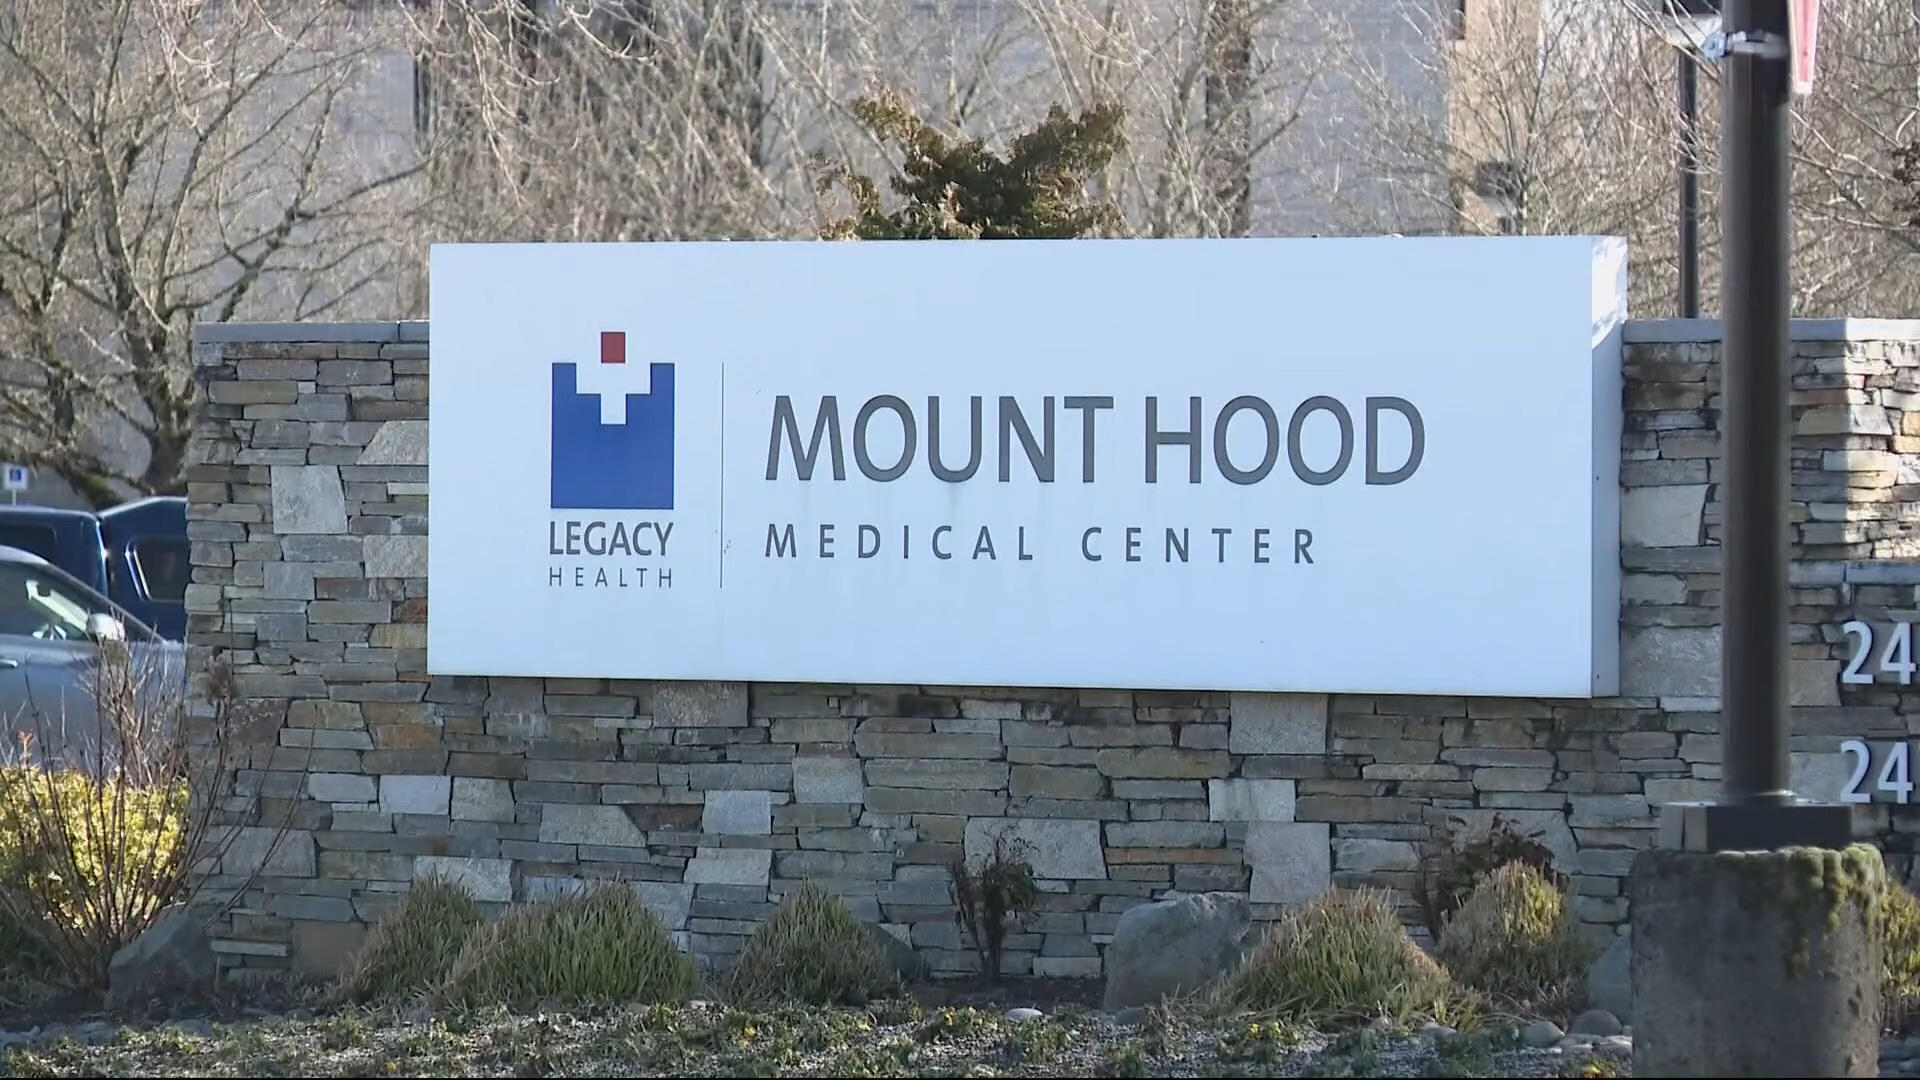 LEGACY
HEALTH
MOUNT HOOD
MEDICAL CENTER
24
24